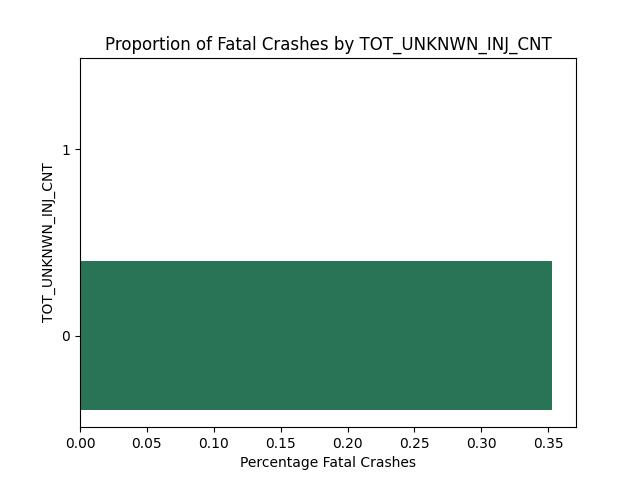 Proportion of Fatal Crashes by TOT_UNKNWN_INJ_CNT
1
TOT_UNKNWN_INJ_CNT
0
0.00 0.05 0.10 0.15 0.20 0.25 0.30 0.35
Percentage Fatal Crashes